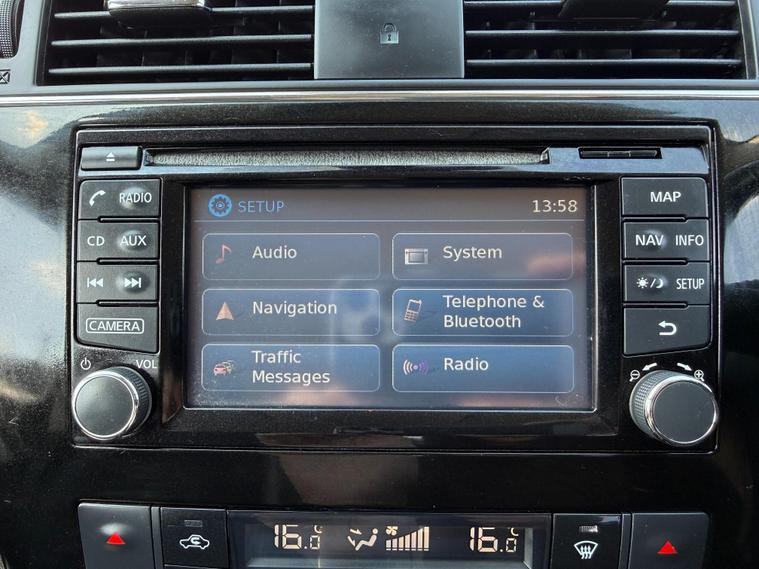 RADIO
CD AUX
CAMERA
VOL
SETUP 13:58
Audio
System
Navigation
Telephone &
Bluetooth
Traffic
Messages
Radio
MAP
NAV INFO
SETUP
16.0°C
16.0°C